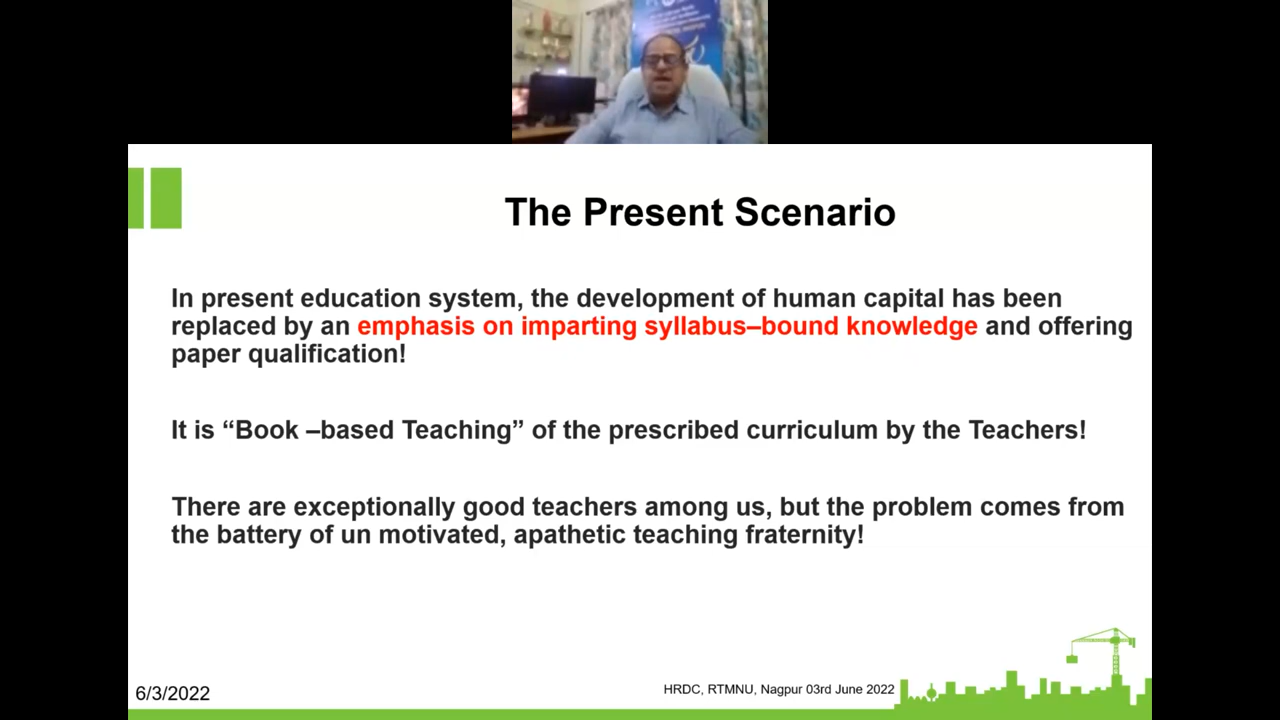 The Present Scenario
In present education system, the development of human capital has been
replaced by an emphasis on imparting syllabus–bound knowledge and offering
paper qualification!
It is “Book –based Teaching” of the prescribed curriculum by the Teachers!
There are exceptionally good teachers among us, but the problem comes from
the battery of un motivated, apathetic teaching fraternity!
6/3/2022
HRDC, RTMNU, Nagpur 03rd June 2022